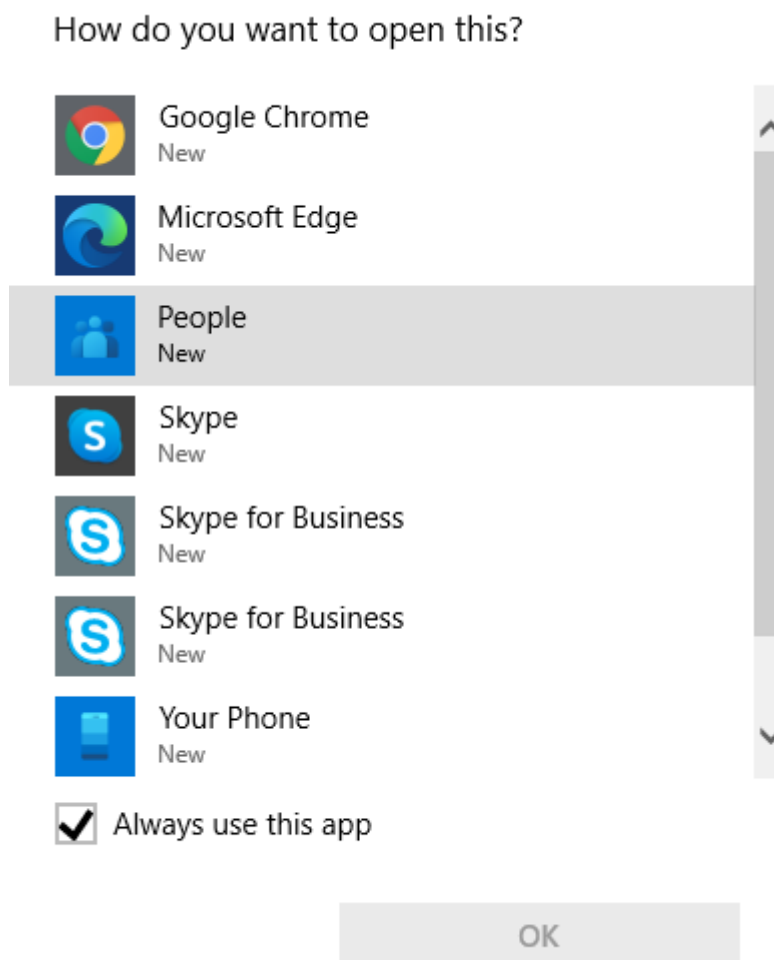 How do you want to open this?
Google Chrome
New
Microsoft Edge
New
People
New
Skype
New
Skype for Business
New
Skype for Business
New
Your Phone
New
Always use this app
OK